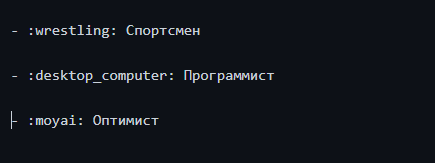 - :wrestling: Спортсмен
- :desktop_computer: Программист
- :moyai: Оптимист